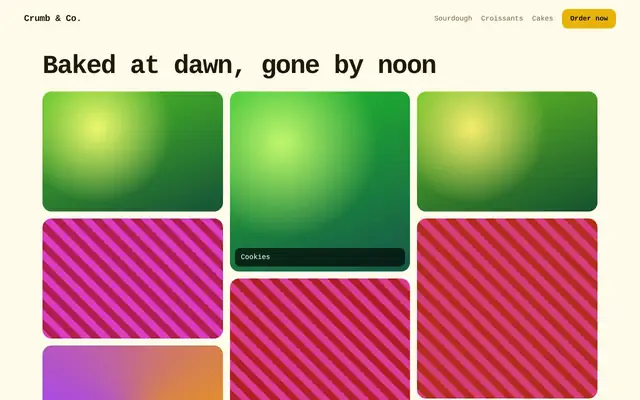 Crumb & Co.
Sourdough Croissants Cakes Order now
Baked at dawn, gone by noon
Cookies